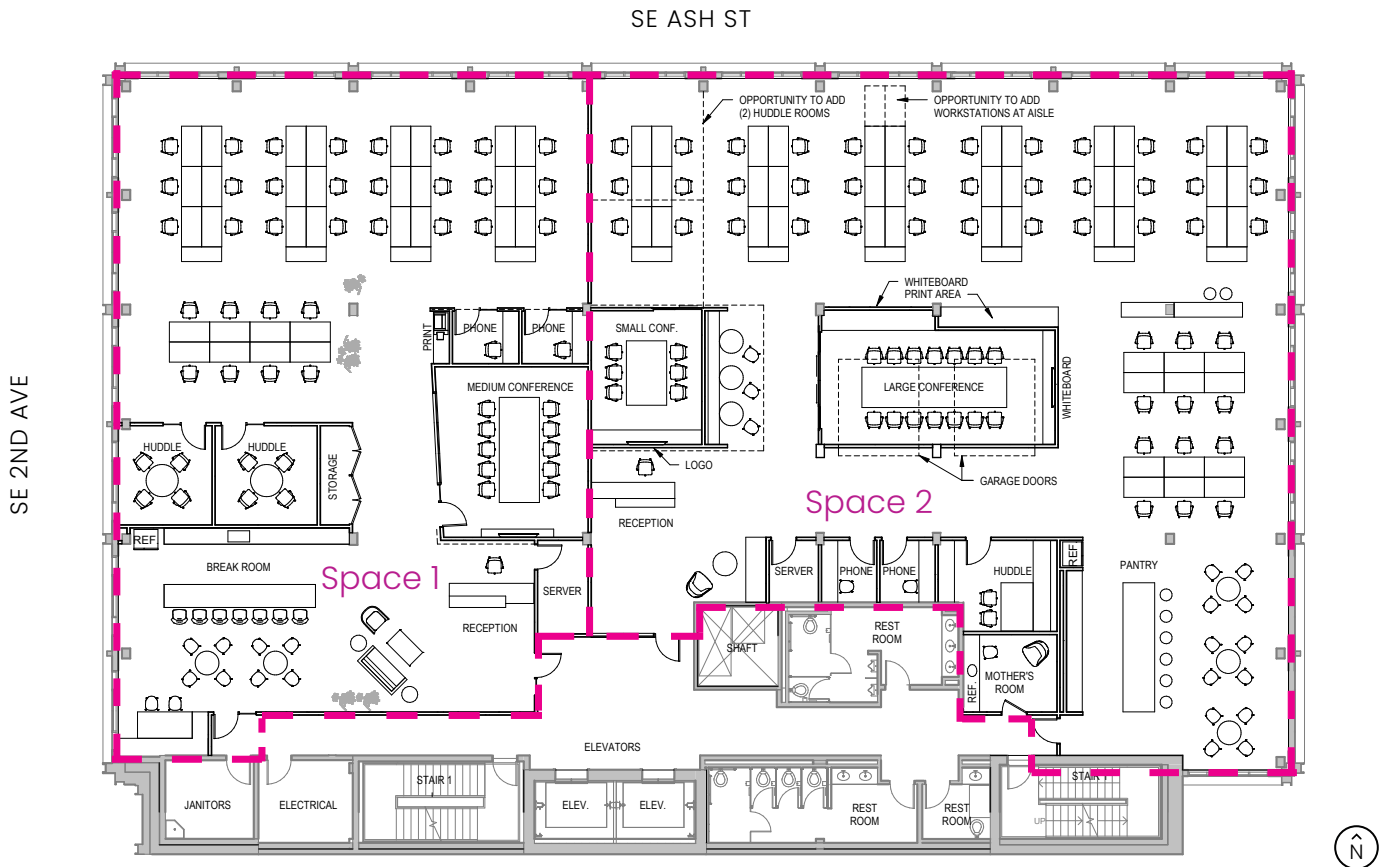 SE ASH ST
SE 2ND AVE
OPPORTUNITY TO ADD
(2) HUDDLE ROOMS
OPPORTUNITY TO ADD
WORKSTATIONS AT AISLE
WHITEBOARD
PRINT AREA
PRINT
PHONE
PHONE
SMALL CONF.
MEDIUM CONFERENCE
LARGE CONFERENCE
WHITEBOARD
HUDDLE
HUDDLE
STORAGE
LOGO
GARAGE DOORS
RECEPTION
Space 2
REF.
BREAK ROOM
Space 1
SERVER
RECEPTION
SERVER
PHONE
PHONE
HUDDLE
REF
PANTRY
SHAFT
REST
ROOM
REF.
MOTHER'S
ROOM
ELEVATORS
JANITORS
ELECTRICAL
STAIR 1
ELEV.
ELEV.
REST
ROOM
REST
ROOM
STAIR
UP
N